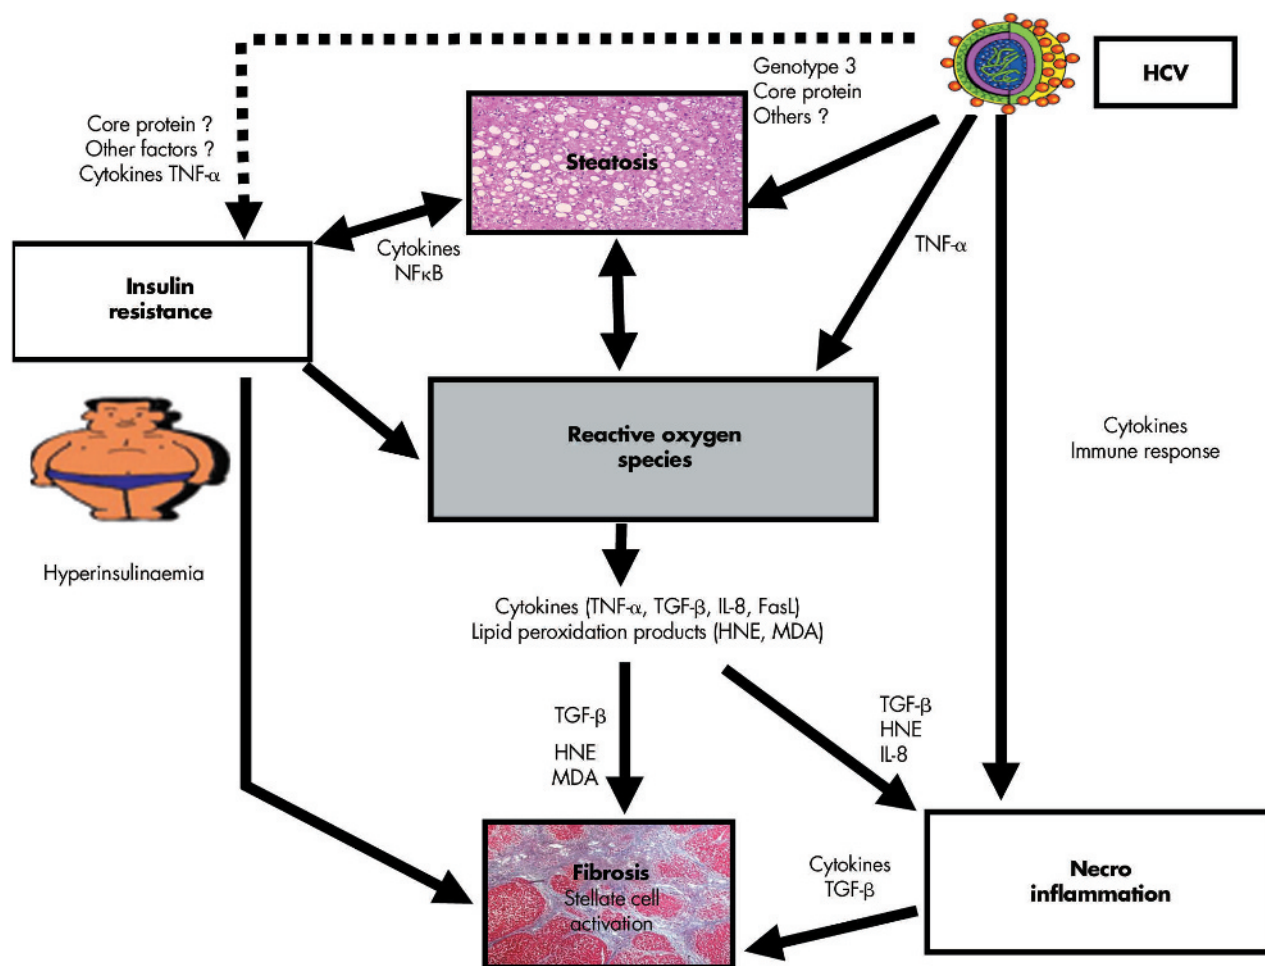 HCV
Genotype 3
Core protein
Others ?
Core protein ?
Other factors ?
Cytokines TNF-α
Steatosis
Cytokines
NFκB
TNF-α
Insulin
resistance
Reactive oxygen
species
Cytokines
Immune response
Hyperinsulinaemia
Cytokines (TNF-α, TGF-β, IL-8, FasL)
Lipid peroxidation products (HNE, MDA)
TGF-β
HNE
MDA
TGF-β
HNE
IL-8
Fibrosis
Stellate cell
activation
Cytokines
TGF-β
Necro
inflammation